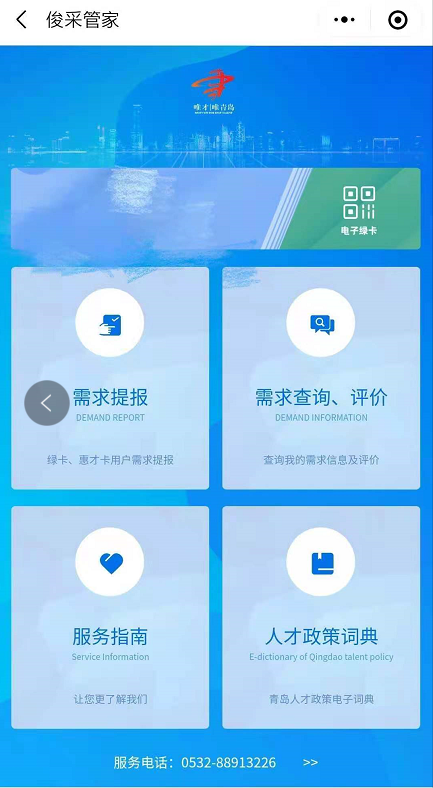 俊采管家
唯才|唯青岛
电子绿卡
需求提报
DEMAND REPORT
绿卡、惠才卡用户需求提报
需求查询、评价
DEMAND INFORMATION
查询我的需求信息及评价
服务指南
Service Information
让您更了解我们
人才政策词典
E-dictionary of Qingdao talent policy
青岛人才政策电子词典
服务电话：0532-88913226 >>